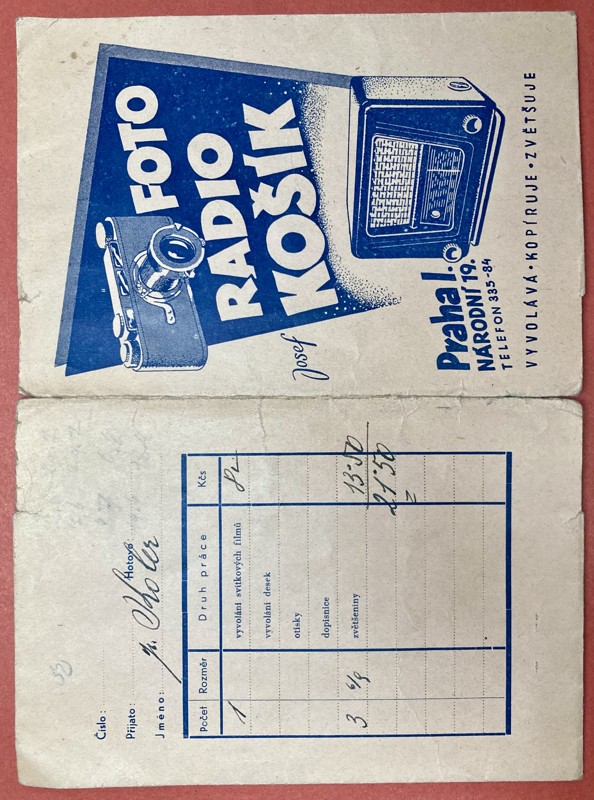 FOTO
RADIO
Josef KOŠÍK
Praha I.
NÁRODNÍ 19.
TELEFON 335-84
VYVOLÁVÁ • KOPÍRUJE • ZVĚTŠUJE
Číslo:
Přijato: Hotovo:
Jméno:
Počet Rozměr Druh práce Kčs
1 vyvolání svitkových filmů 8
vyvolání desek
otisky
dopisnice
3 6/9 zvětšeniny 13·50
21·50